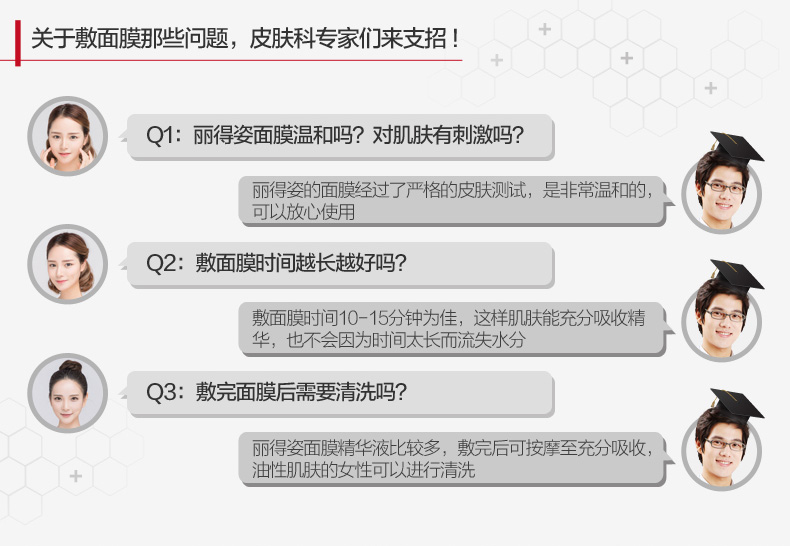 关于敷面膜那些问题，皮肤科专家们来支招！
Q1：丽得姿面膜温和吗？对肌肤有刺激吗？
丽得姿的面膜经过了严格的皮肤测试，是非常温和的，
可以放心使用
Q2：敷面膜时间越长越好吗？
敷面膜时间10-15分钟为佳，这样肌肤能充分吸收精
华，也不会因为时间太长而流失水分
Q3：敷完面膜后需要清洗吗？
丽得姿面膜精华液比较多，敷完后可按摩至充分吸收，
油性肌肤的女性可以进行清洗